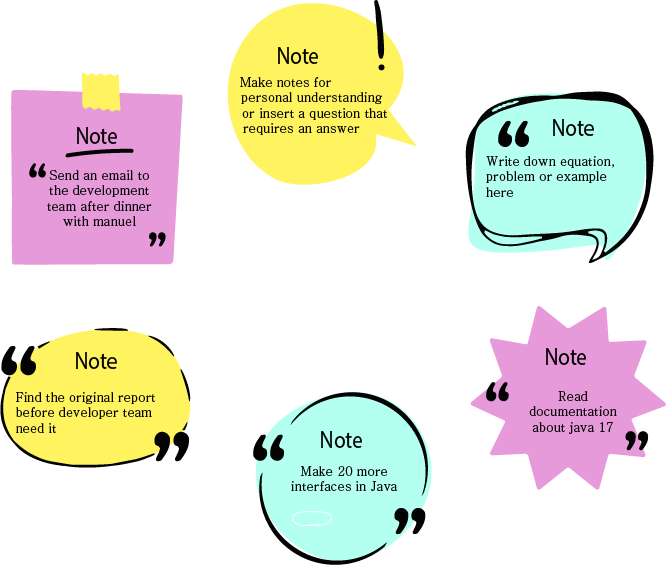 Note
Send an email to
the development
team after dinner
with manuel
Note
Make notes for
personal understanding
or insert a question that
requires an answer
Note
Write down equation,
problem or example
here
Note
Find the original report
before developer team
need it
Note
Make 20 more
interfaces in Java
Note
Read
documentation
about java 17